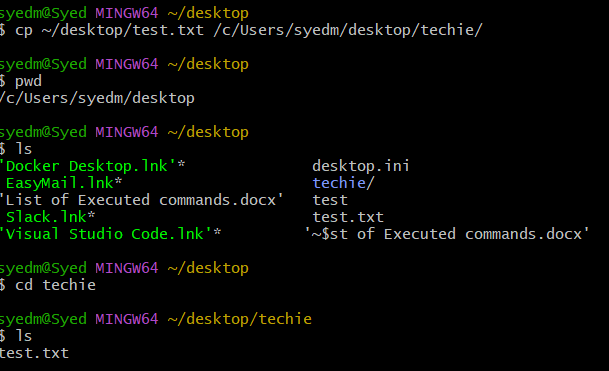 syedm@Syed MINGW64 ~/desktop
$ cp ~/desktop/test.txt /c/Users/syedm/desktop/techie/

syedm@Syed MINGW64 ~/desktop
$ pwd
/c/Users/syedm/desktop

syedm@Syed MINGW64 ~/desktop
$ ls
'Docker Desktop.lnk'*              desktop.ini
 EasyMail.lnk*                     techie/
'List of Executed commands.docx'   test
 Slack.lnk*                        test.txt
'Visual Studio Code.lnk'*         '~$st of Executed commands.docx'

syedm@Syed MINGW64 ~/desktop
$ cd techie

syedm@Syed MINGW64 ~/desktop/techie
$ ls
test.txt